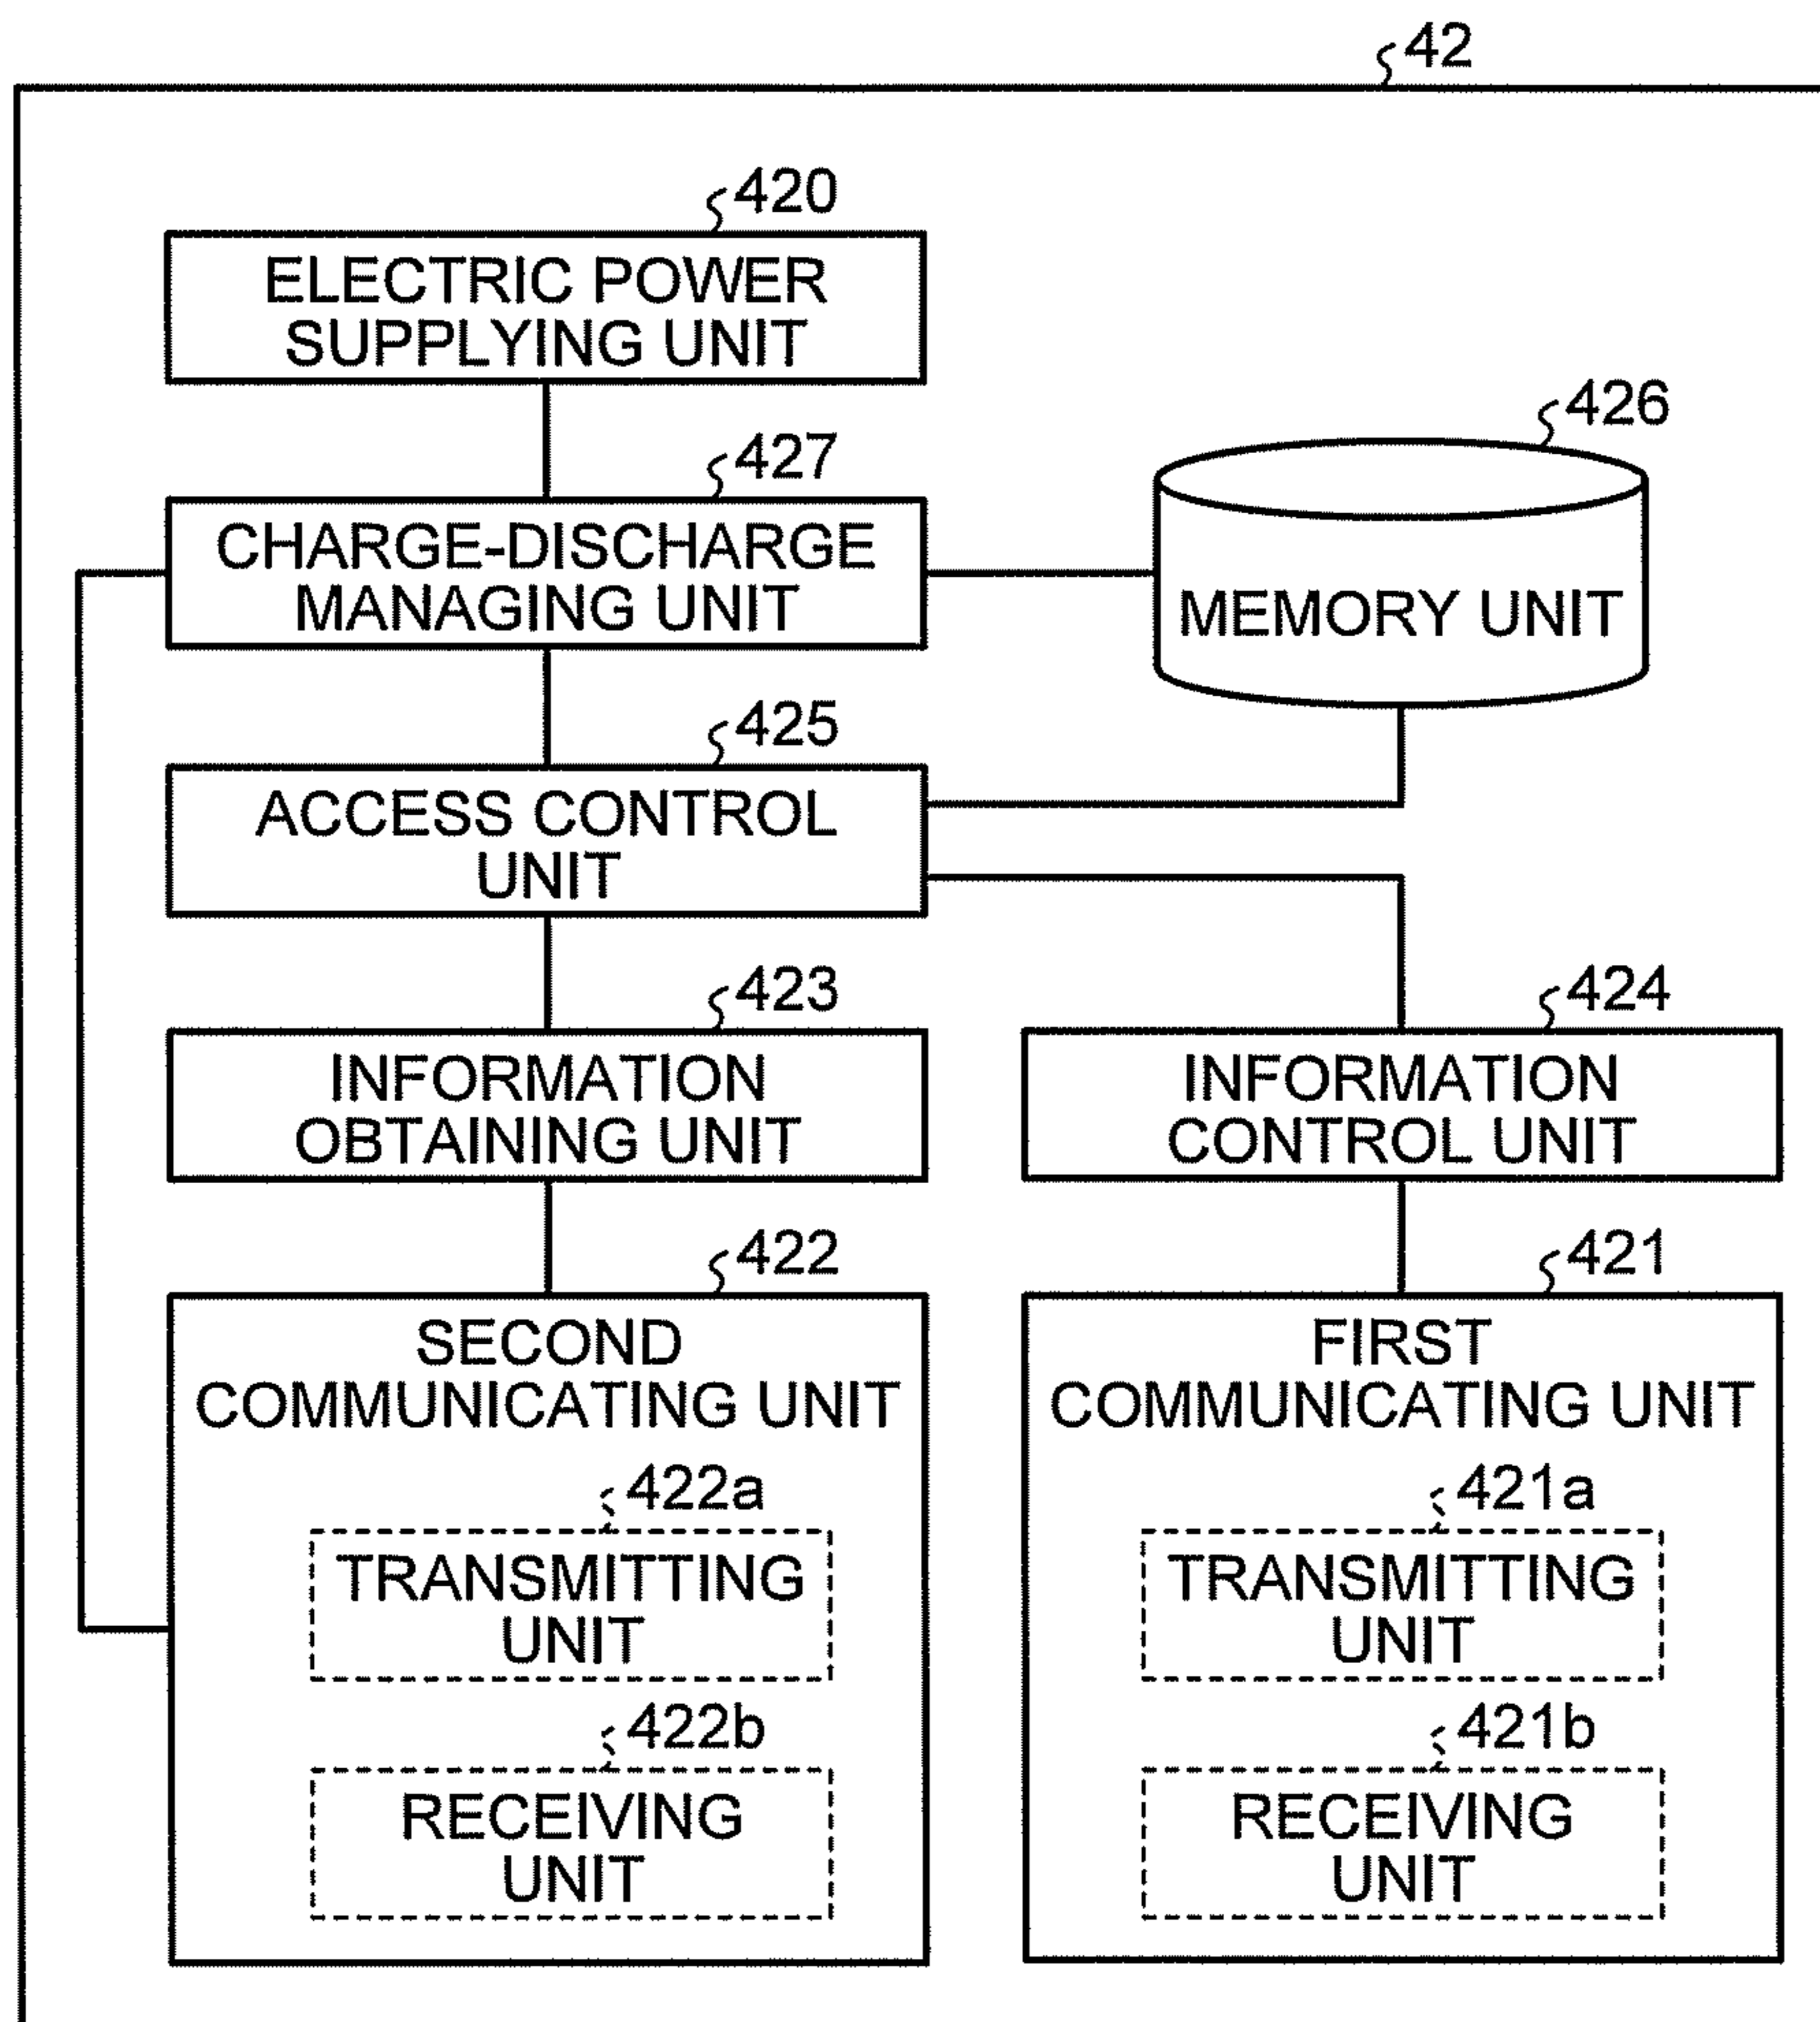 42
420
ELECTRIC POWER
SUPPLYING UNIT
427
CHARGE-DISCHARGE
MANAGING UNIT
426
MEMORY UNIT
425
ACCESS CONTROL
UNIT
423
INFORMATION
OBTAINING UNIT
424
INFORMATION
CONTROL UNIT
422
SECOND
COMMUNICATING UNIT
422a
TRANSMITTING
UNIT
422b
RECEIVING
UNIT
421
FIRST
COMMUNICATING UNIT
421a
TRANSMITTING
UNIT
421b
RECEIVING
UNIT